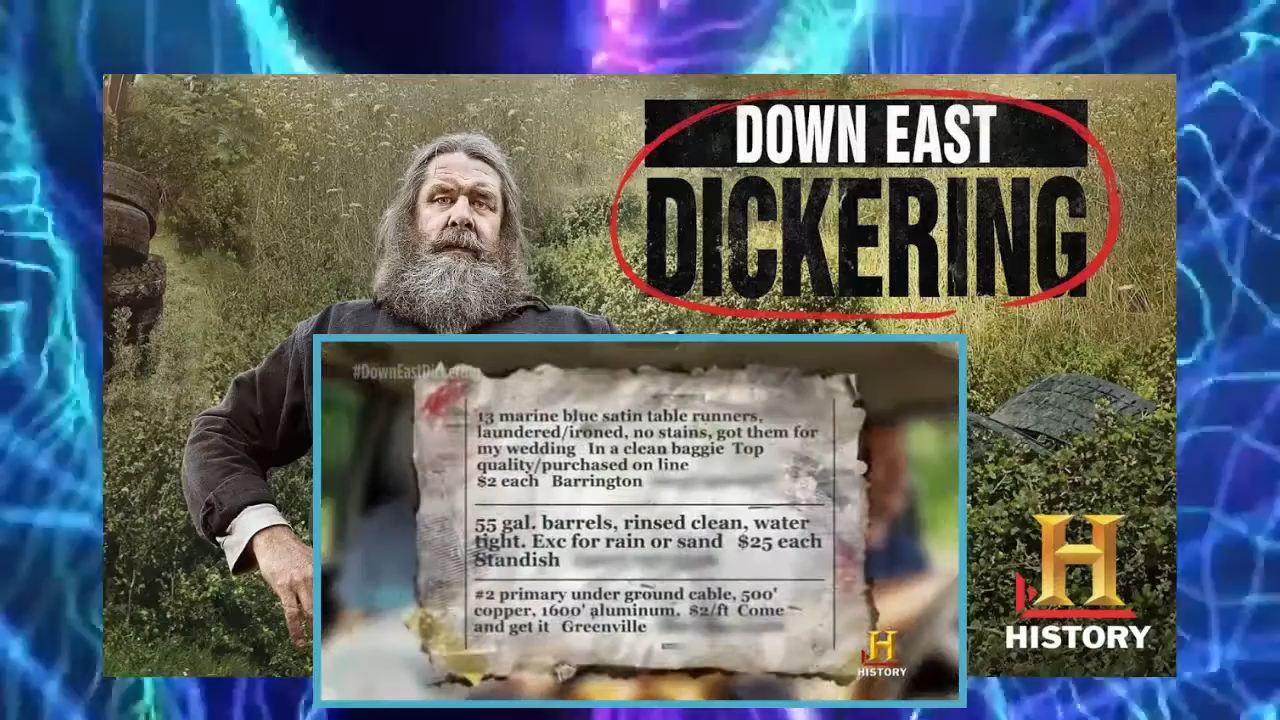 DOWN EAST
DICKERING
#DownEastDickering
13 marine blue satin table runners,
laundered/ironed, no stains, got them for
my wedding In a clean baggie Top
quality/purchased on line
$2 each Barrington
55 gal. barrels, rinsed clean, water
tight. Exc for rain or sand $25 each
Standish
#2 primary under ground cable, 500'
copper, 1600' aluminum. $2/ft Come
and get it Greenville
H
HISTORY
H
HISTORY